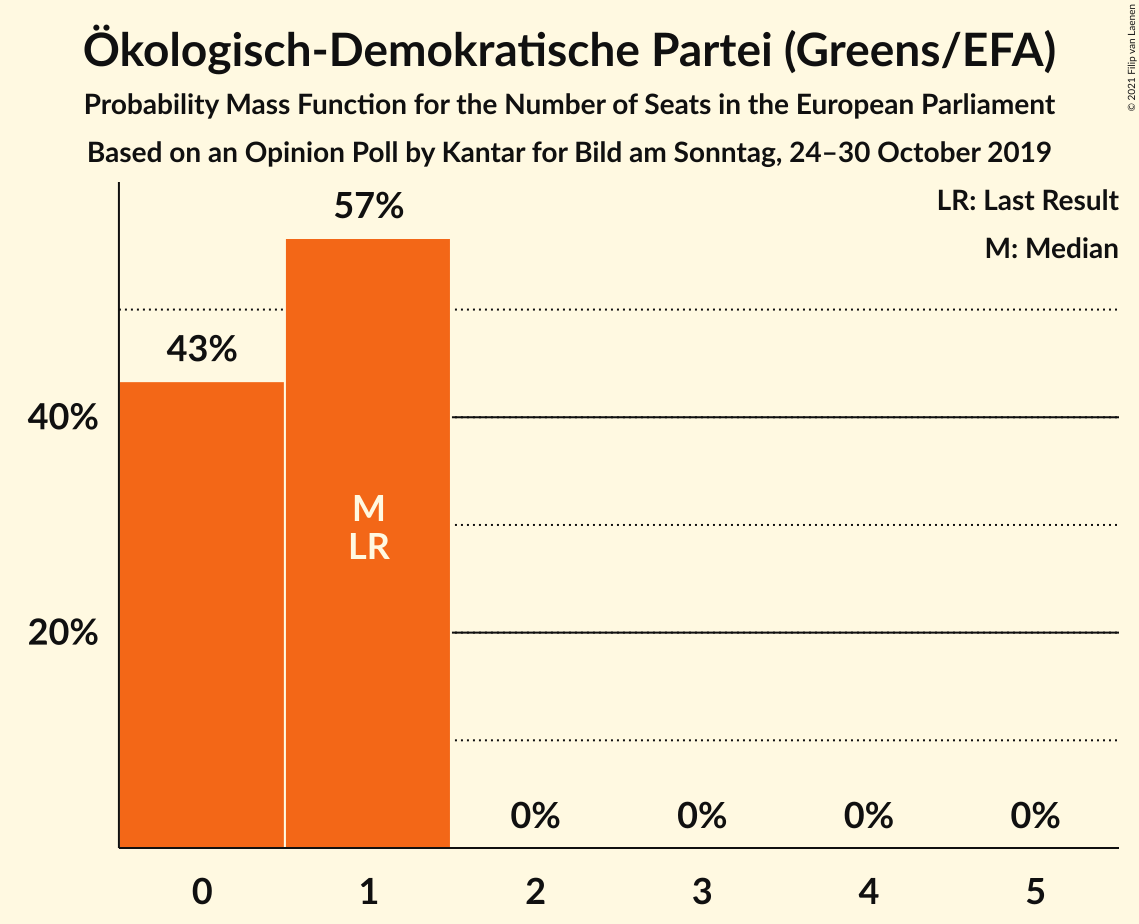 Ökologisch-Demokratische Partei (Greens/EFA)
Probability Mass Function for the Number of Seats in the European Parliament
Based on an Opinion Poll by Kantar for Bild am Sonntag, 24–30 October 2019
© 2021 Filip van Laenen
LR: Last Result
M: Median
57%
43%
40%
M
LR
20%
0% 0% 0% 0%
0 1 2 3 4 5